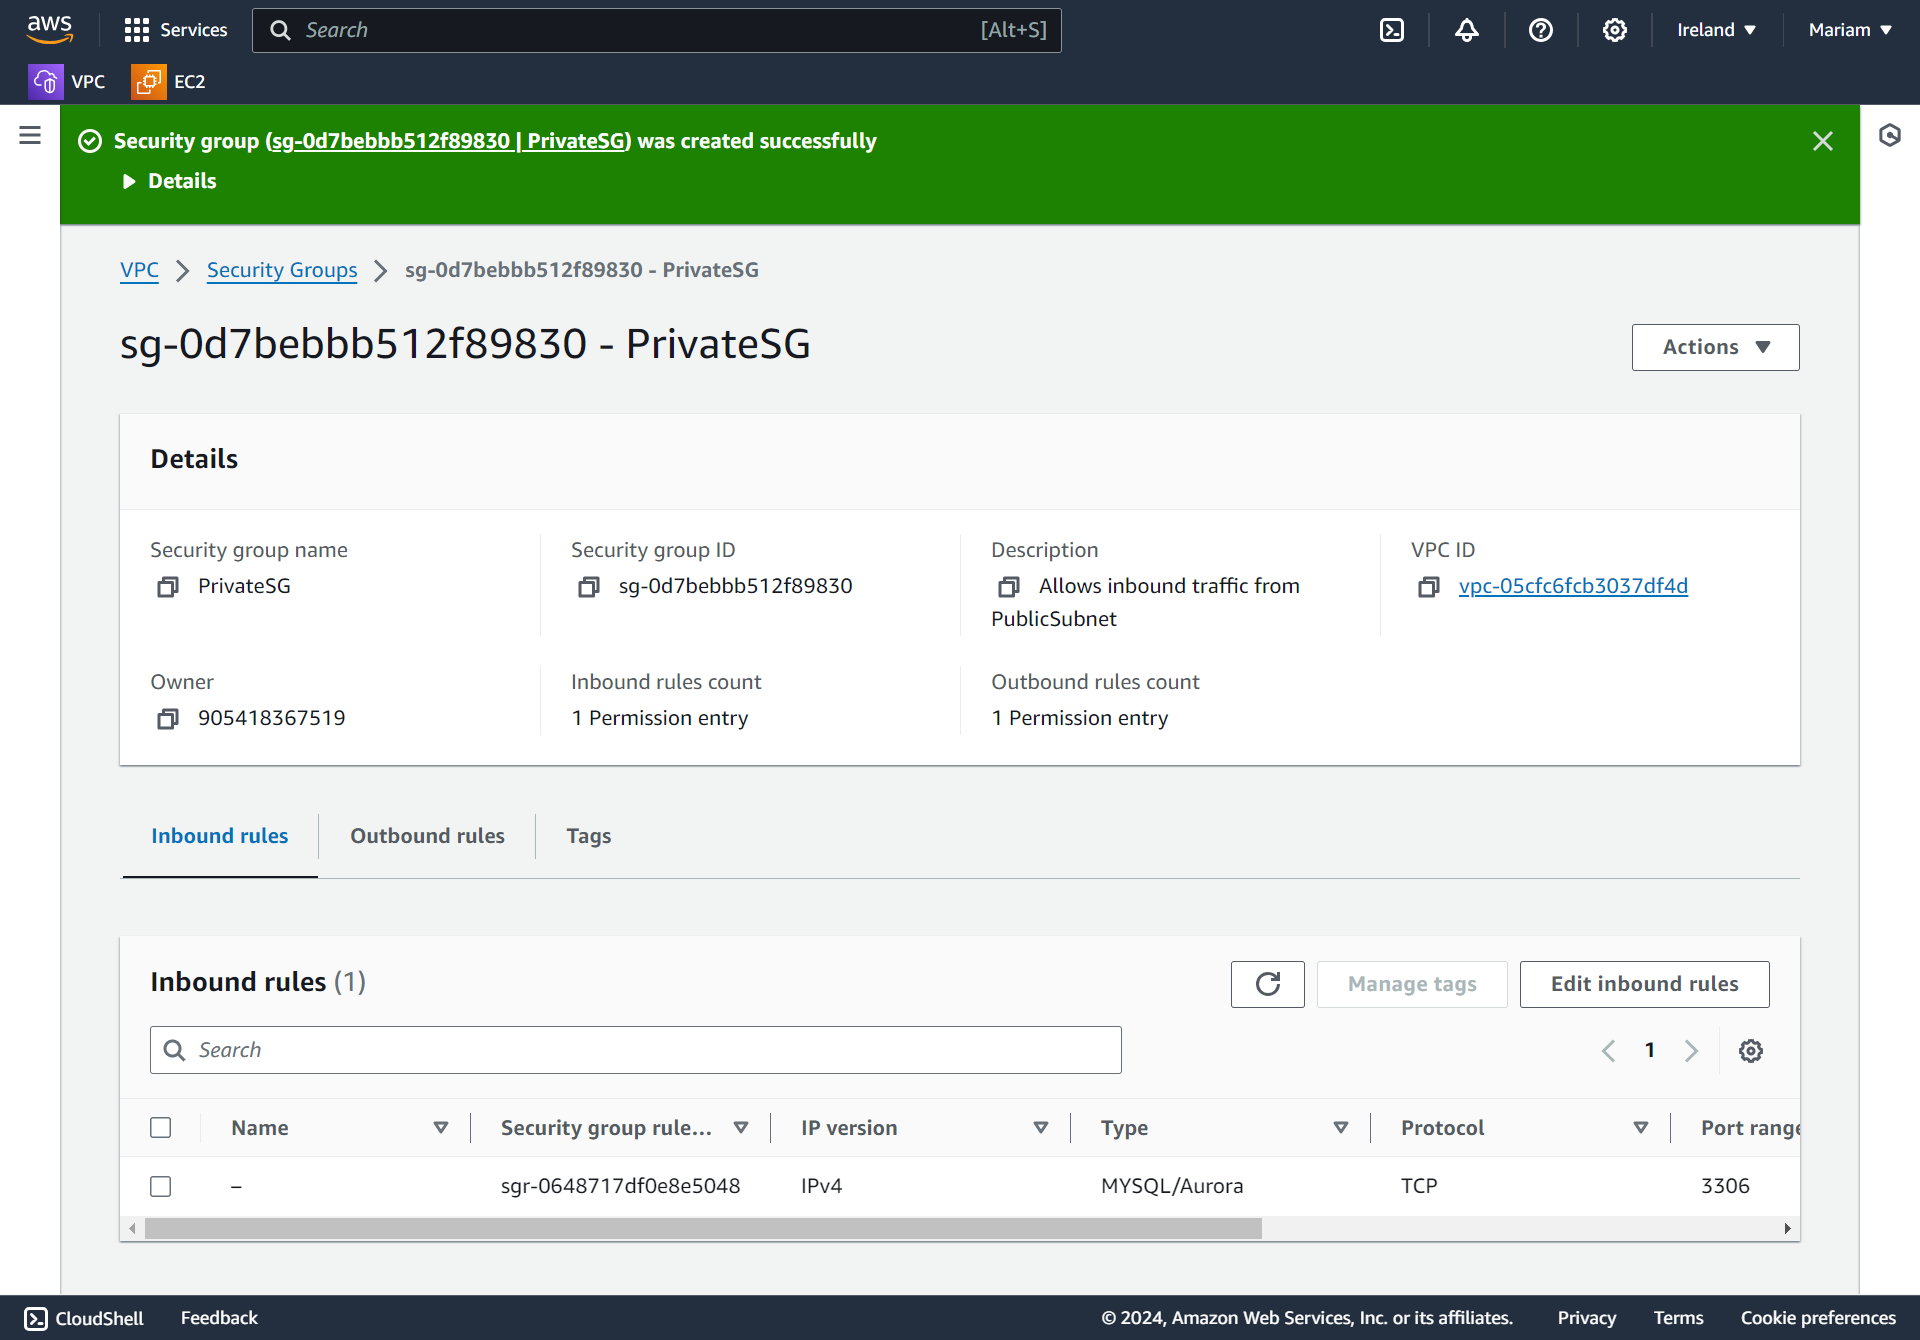 aws
Services
Search
[Alt+S]
Ireland
Mariam
VPC
EC2
Security group (sg-0d7bebbb512f89830 | PrivateSG) was created successfully
Details
VPC
Security Groups
sg-0d7bebbb512f89830 - PrivateSG
sg-0d7bebbb512f89830 - PrivateSG
Actions
Details
Security group name
PrivateSG
Security group ID
sg-0d7bebbb512f89830
Description
Allows inbound traffic from
PublicSubnet
VPC ID
vpc-05cfc6fcb3037df4d
Owner
905418367519
Inbound rules count
1 Permission entry
Outbound rules count
1 Permission entry
Inbound rules
Outbound rules
Tags
Inbound rules (1)
Manage tags
Edit inbound rules
Search
1
Name
Security group rule...
IP version
Type
Protocol
Port range
–
sgr-0648717df0e8e5048
IPv4
MYSQL/Aurora
TCP
3306
CloudShell
Feedback
© 2024, Amazon Web Services, Inc. or its affiliates.
Privacy
Terms
Cookie preferences